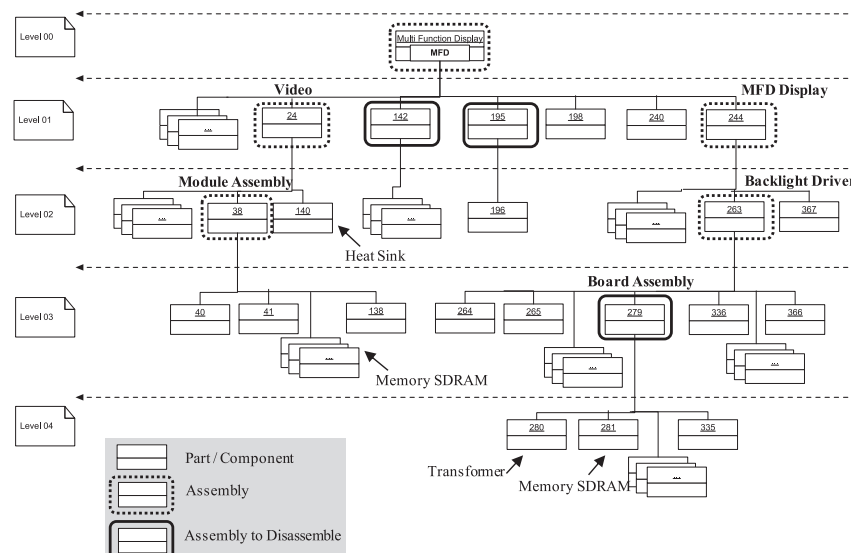 Level 00
Multi Function Display
MFD
Video
MFD Display
Level 01
...
24
142
195
198
240
244
Module Assembly
Backlight Driver
Level 02
...
38
140
...
196
...
263
367
Heat Sink
Board Assembly
Level 03
40
41
138
264
265
279
336
366
...
...
...
Memory SDRAM
Level 04
280
281
335
Transformer
Memory SDRAM
...
Part / Component
Assembly
Assembly to Disassemble